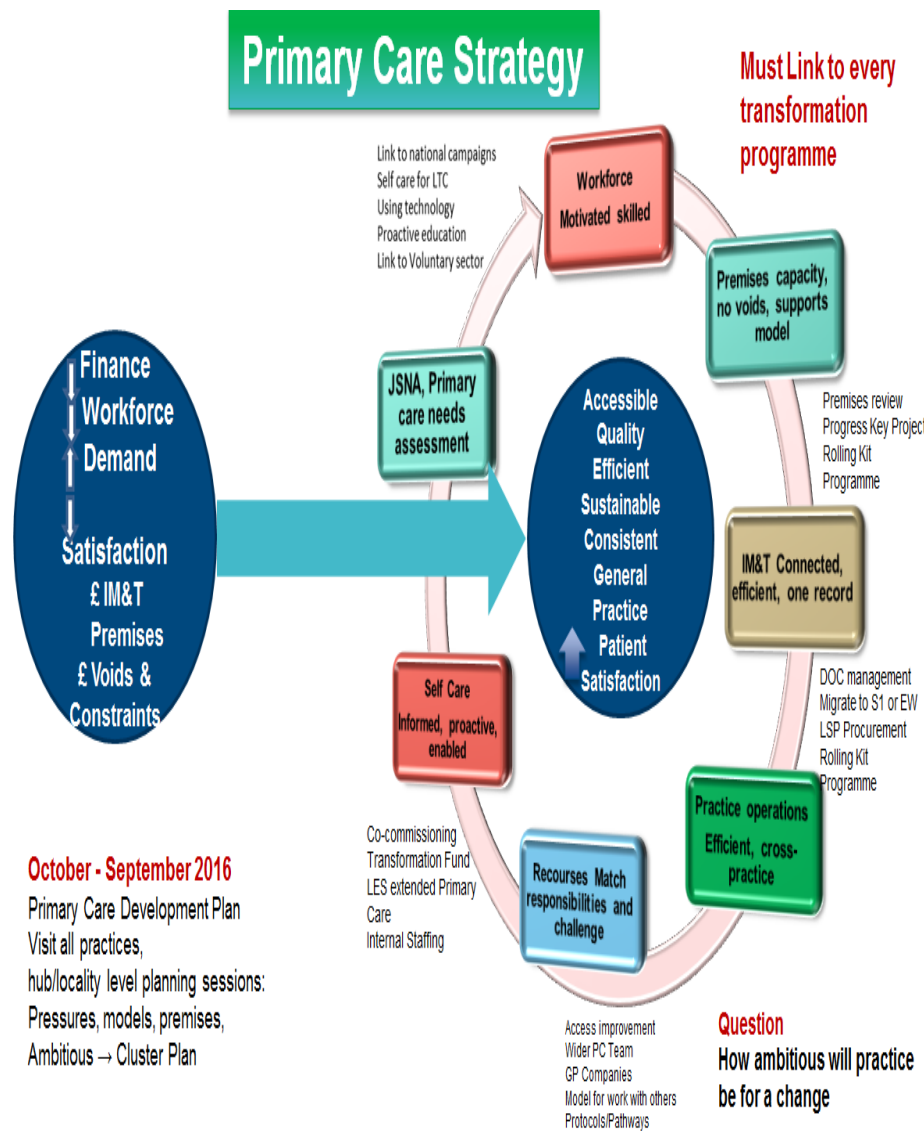 Primary Care Strategy
Must Link to every
transformation
programme
Link to national campaigns
Self care for LTC
Using technology
Proactive education
Link to Voluntary sector
Workforce
Motivated skilled
Premises capacity,
no voids, supports
model
Premises review
Progress Key Project
Rolling Kit
Programme
IM&T Connected,
efficient, one record
DOC management
Migrate to S1 or EW
LSP Procurement
Rolling Kit
Programme
Practice operations
Efficient, cross-
practice
Recourses Match
responsibilities and
challenge
Access improvement
Wider PC Team
GP Companies
Model for work with others
Protocols/Pathways
Self Care
Informed, proactive,
enabled
Co-commissioning
Transformation Fund
LES extended Primary
Care
Internal Staffing
JSNA, Primary
care needs
assessment
Finance
Workforce
Demand
Satisfaction
£ IM&T
Premises
£ Voids &
Constraints
Accessible
Quality
Efficient
Sustainable
Consistent
General
Practice
Patient
Satisfaction
October - September 2016
Primary Care Development Plan
Visit all practices,
hub/locality level planning sessions:
Pressures, models, premises,
Ambitious → Cluster Plan
Question
How ambitious will practice
be for a change